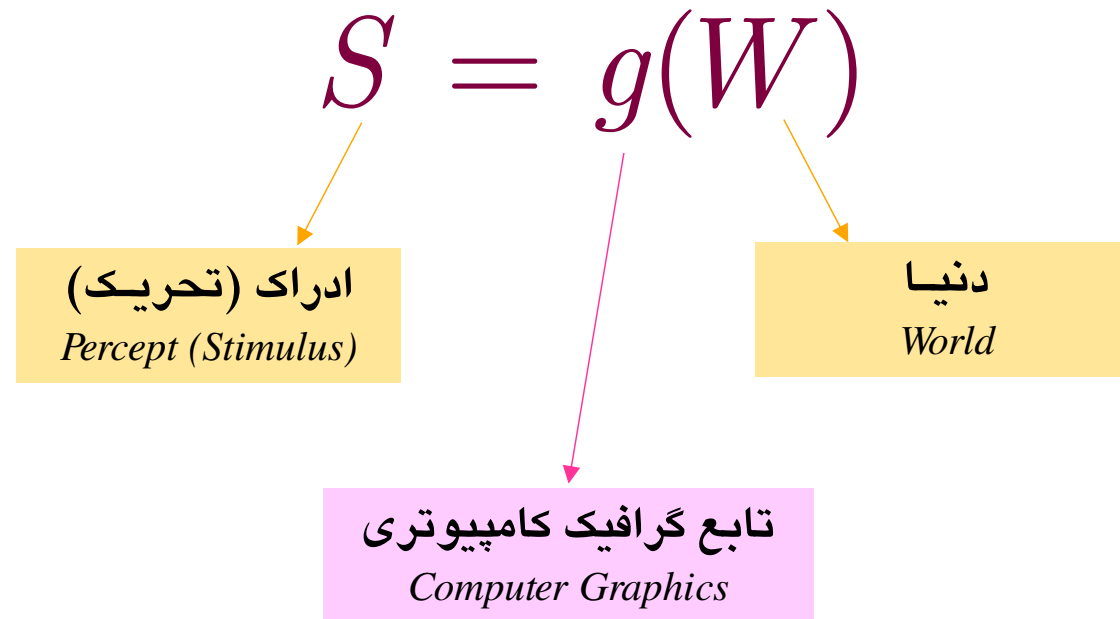 S = g(W)
ادراک (تحریک)
Percept (Stimulus)
دنیا
World
تابع گرافیک کامپیوتری
Computer Graphics